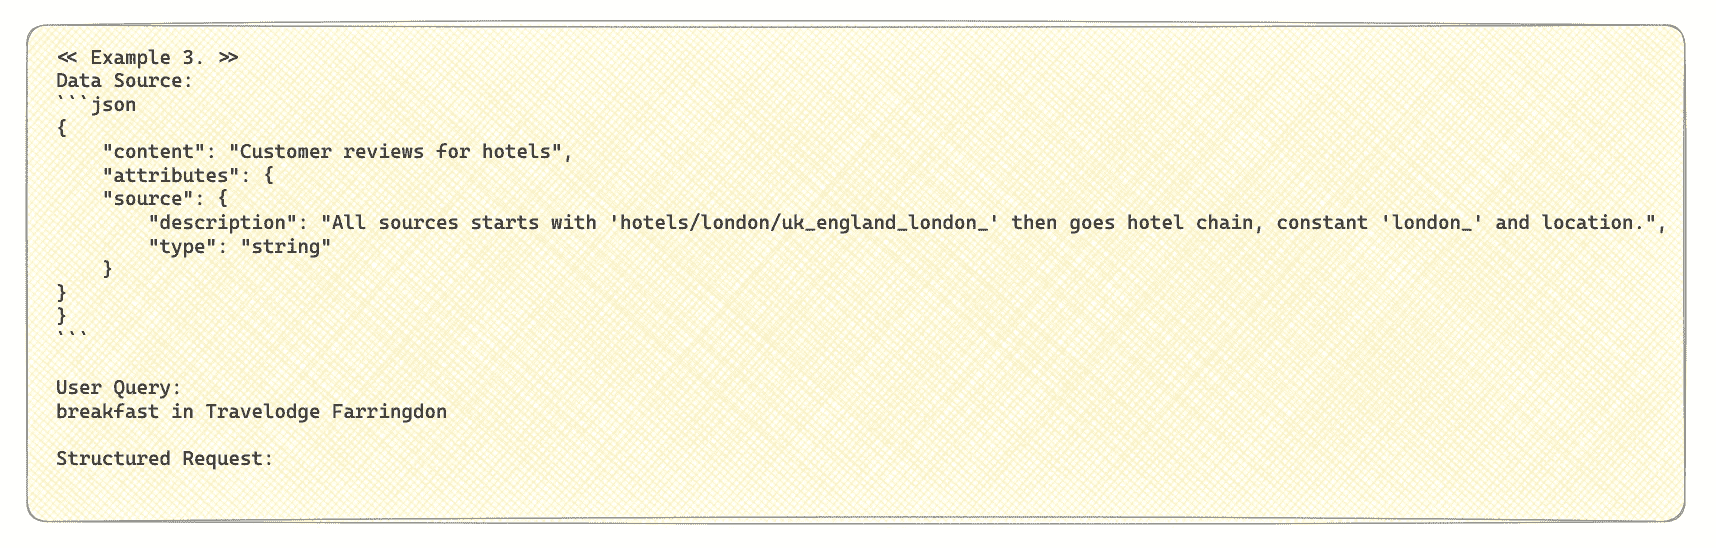 << Example 3. >>
Data Source:
```json
{
    "content": "Customer reviews for hotels",
    "attributes": {
    "source": {
        "description": "All sources starts with 'hotels/london/uk_england_london_' then goes hotel chain, constant 'london_' and location.",
        "type": "string"
    }
}
}
```
User Query:
breakfast in Travelodge Farringdon
Structured Request: